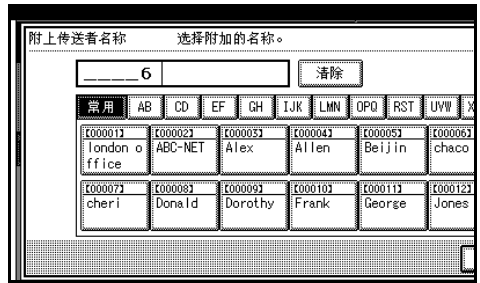 附上传送者名称 选择附加的名称。
____6 清除
常用 AB CD EF GH IJK LMN OPQ RST UVW X
[00001] [00002] [00003] [00004] [00005] [00006]
london o ABC-NET Alex Allen Beijin chaco
ffice
[00007] [00008] [00009] [00010] [00011] [00012]
cheri Donald Dorothy Frank George Jones